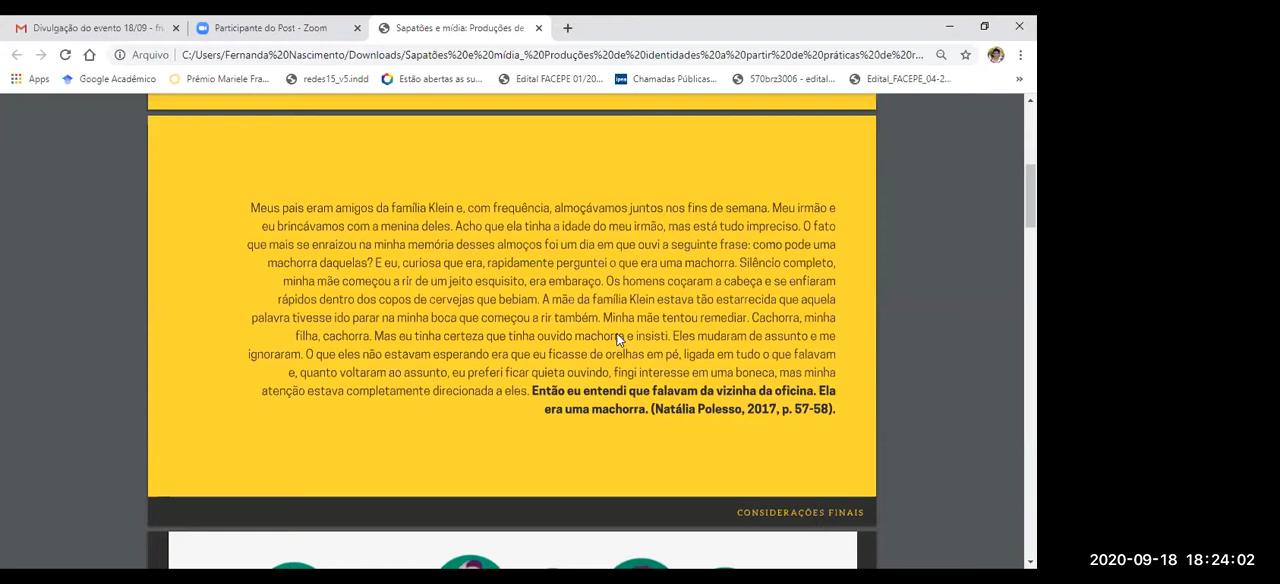 Divulgação do evento 18/09 - fn
Participante do Post - Zoom
Sapatões e mídia: Produções de
Arquivo
C:/Users/Fernanda%20Nascimento/Downloads/Sapatões%20e%20mídia_%20Produções%20de%20identidades%20a%20partir%20de%20práticas%20de%20r...
Apps
Google Acadêmico
Prêmio Mariele Fra...
redes15_v5.indd
Estão abertas as su...
Edital FACEPE 01/20...
Chamadas Públicas...
570brz3006 - edital...
Edital_FACEPE_04-2...
»
Meus pais eram amigos da família Klein e, com frequência, almoçávamos juntos nos fins de semana. Meu irmão e
eu brincávamos com a menina deles. Acho que ela tinha a idade do meu irmão, mas está tudo impreciso. O fato
que mais se enraizou na minha memória desses almoços foi um dia em que ouvi a seguinte frase: como pode uma
machorra daquelas? E eu, curiosa que era, rapidamente perguntei o que era uma machorra. Silêncio completo,
minha mãe começou a rir de um jeito esquisito, era embaraço. Os homens coçaram a cabeça e se enfiaram
rápidos dentro dos copos de cervejas que bebiam. A mãe da família Klein estava tão estarrecida que aquela
palavra tivesse ido parar na minha boca que começou a rir também. Minha mãe tentou remediar. Cachorra, minha
filha, cachorra. Mas eu tinha certeza que tinha ouvido machorra e insisti. Eles mudaram de assunto e me
ignoraram. O que eles não estavam esperando era que eu ficasse de orelhas em pé, ligada em tudo o que falavam
e, quanto voltaram ao assunto, eu preferi ficar quieta ouvindo, fingi interesse em uma boneca, mas minha
atenção estava completamente direcionada a eles. Então eu entendi que falavam da vizinha da oficina. Ela
era uma machorra. (Natália Polesso, 2017, p. 57-58).
CONSIDERAÇÕES FINAIS
2020-09-18 18:24:02